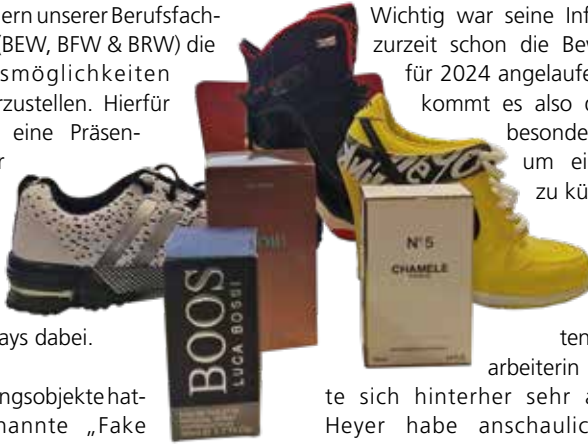 ern unserer Berufsfach-
(BEW, BFW & BRW) die
smöglichkeiten
rzustellen. Hierfür
eine Präsen-
r
ays dabei.
ngsobjekte hat-
nannte „Fake
Wichtig war seine Inf
zurzeit schon die Bev
für 2024 angelaufe
kommt es also
besonde
um ei
zu kü
ten
arbeiterin
te sich hinterher sehr a
Heyer habe anschaulic
BOOS
LUCA BOSSI
N°5
CHAMELE